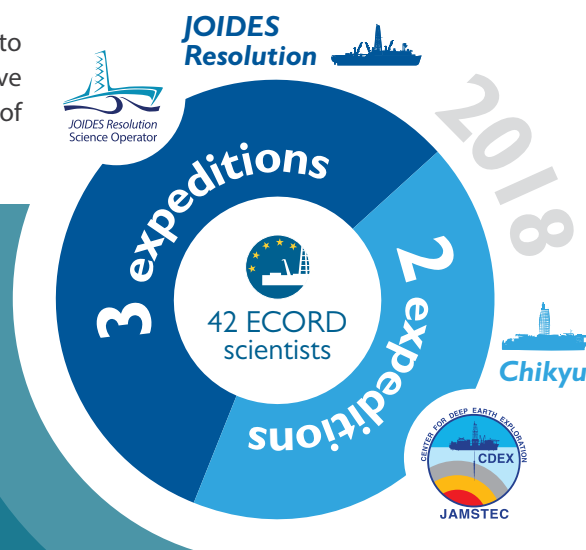 to
ve
of
JOIDES
Resolution
JOIDES Resolution
Science Operator
2018
3 expeditions
2 expeditions
42 ECORD
scientists
Chikyu
CENTER FOR DEEP EARTH EXPLORATION
CDEX
JAMSTEC